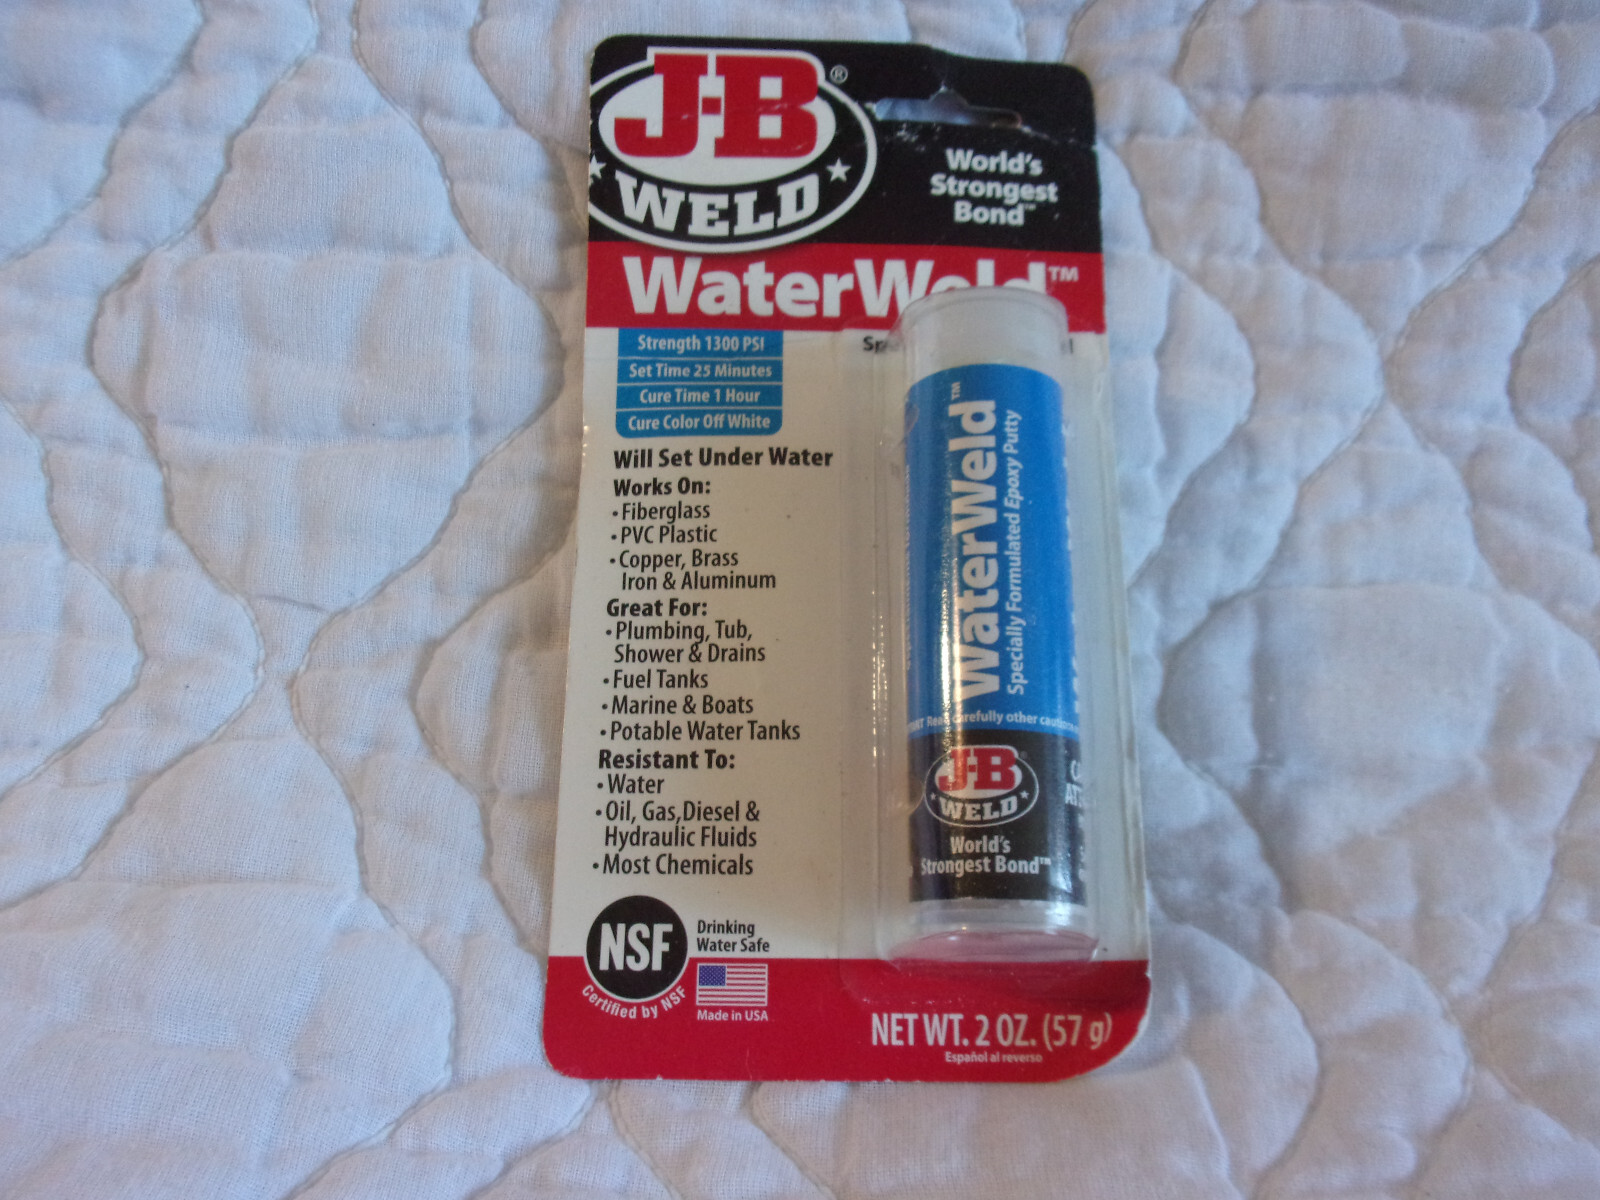 J-B®
WELD
World's
Strongest
Bond™
WaterWeld™
Strength 1300 PSI
Set Time 25 Minutes
Cure Time 1 Hour
Cure Color Off White
Will Set Under Water
Works On:
• Fiberglass
• PVC Plastic
• Copper, Brass
Iron & Aluminum
Great For:
• Plumbing, Tub,
Shower & Drains
• Fuel Tanks
• Marine & Boats
• Potable Water Tanks
Resistant To:
• Water
• Oil, Gas,Diesel &
Hydraulic Fluids
• Most Chemicals
NSF
Certified by NSF
Drinking
Water Safe
Made in USA
NET WT. 2 OZ. (57 g)
Español al reverso
WaterWeld™
Specially Formulated Epoxy Putty
carefully other
J-B
WELD
World's
Strongest Bond™